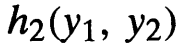 h₂(y₁, y₂)